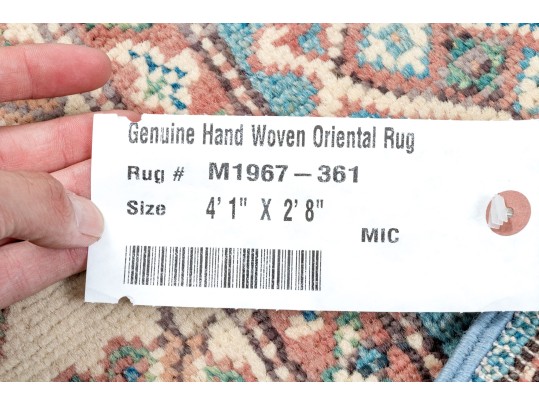 Genuine Hand Woven Oriental Rug
Rug # M1967-361
Size 4' 1" X 2' 8"
MIC